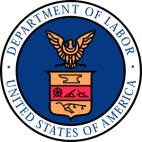 DEPARTMENT OF LABOR
UNITED STATES OF AMERICA